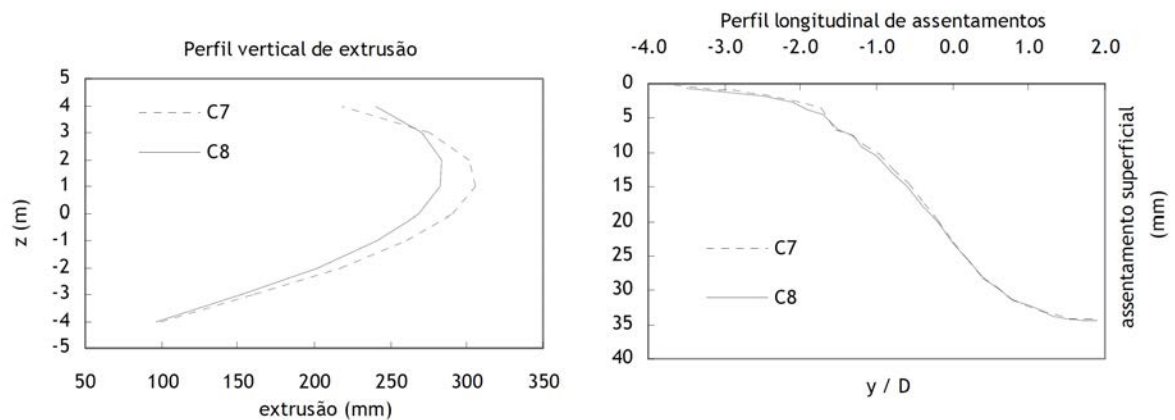 Perfil vertical de extrusão
5
4
3
2
1
0
-1
-2
-3
-4
-5
z (m)
C7
C8
50 100 150 200 250 300 350
extrusão (mm)
Perfil longitudinal de assentamentos
-4.0 -3.0 -2.0 -1.0 0.0 1.0 2.0
0
5
10
15
20
25
30
35
40
C7
C8
assentamento superficial
(mm)
y / D